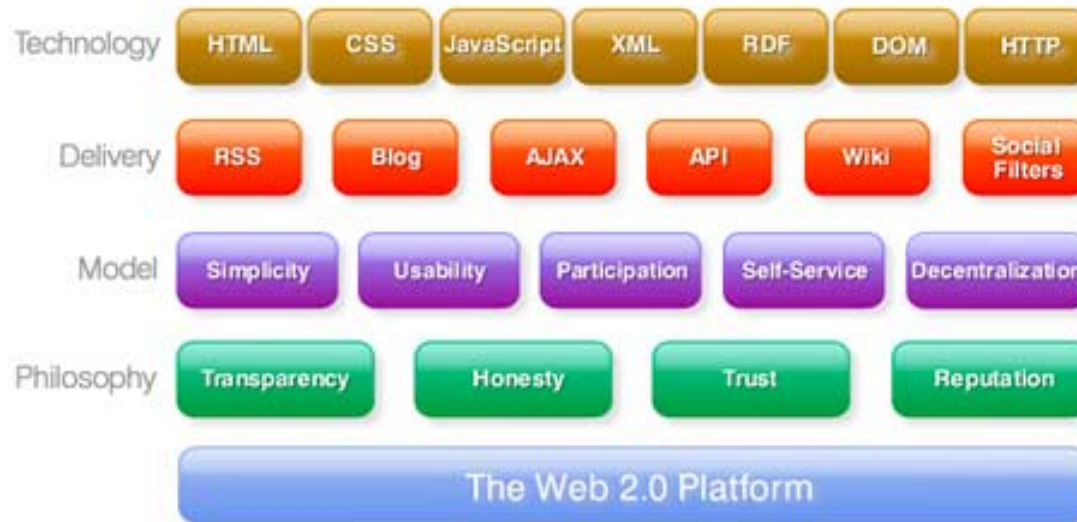 Technology HTML CSS JavaScript XML RDF DOM HTTP
Delivery RSS Blog AJAX API Wiki Social
Filters
Model Simplicity Usability Participation Self-Service Decentralization
Philosophy Transparency Honesty Trust Reputation
The Web 2.0 Platform